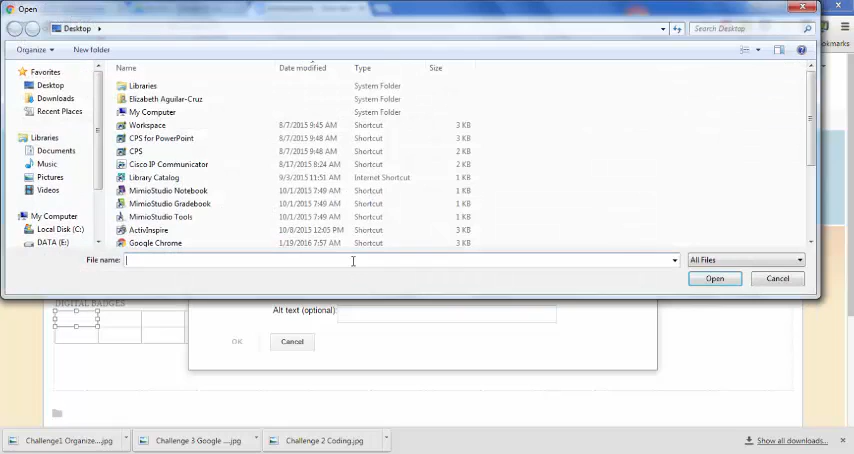 Open
Desktop
Search Desktop
Organize
New folder
Name Date modified Type Size
Favorites
Desktop
Downloads
Recent Places
Libraries
Documents
Music
Pictures
Videos
My Computer
Local Disk (C:)
DATA (E:)
Libraries System Folder
Elizabeth Aguilar-Cruz System Folder
My Computer System Folder
Workspace 8/7/2015 9:45 AM Shortcut 3 KB
CPS for PowerPoint 8/7/2015 9:48 AM Shortcut 3 KB
CPS 8/7/2015 9:48 AM Shortcut 2 KB
Cisco IP Communicator 8/17/2015 8:24 AM Shortcut 2 KB
Library Catalog 9/3/2015 11:51 AM Internet Shortcut 1 KB
MimioStudio Notebook 10/1/2015 7:49 AM Shortcut 1 KB
MimioStudio Gradebook 10/1/2015 7:49 AM Shortcut 1 KB
MimioStudio Tools 10/1/2015 7:49 AM Shortcut 1 KB
ActivInspire 10/8/2015 12:05 PM Shortcut 3 KB
Google Chrome 1/19/2016 7:57 AM Shortcut 3 KB
File name:
All Files
Open
Cancel
DIGITAL BADGES
Alt text (optional):
OK
Cancel
Challenge1 Organize....jpg
Challenge 3 Google ....jpg
Challenge 2 Coding.jpg
Show all downloads...